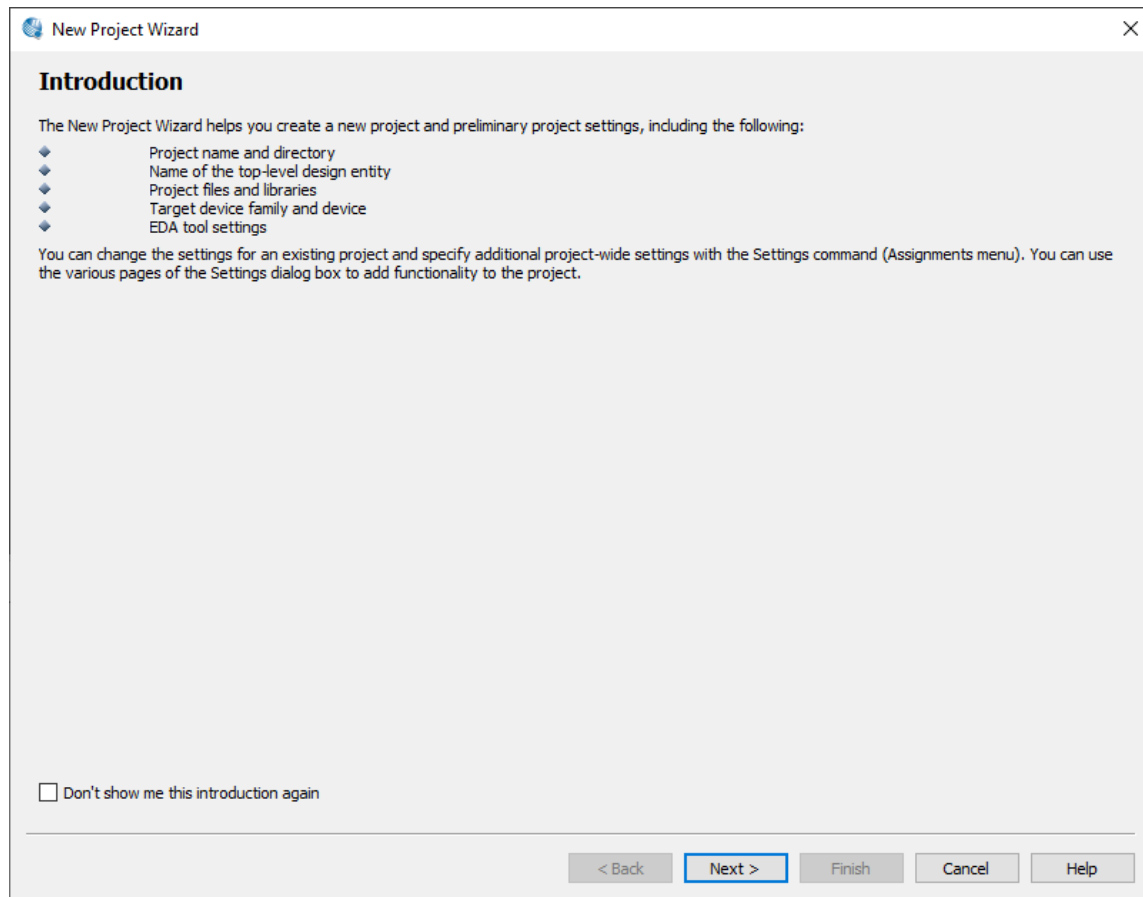 New Project Wizard
Introduction
The New Project Wizard helps you create a new project and preliminary project settings, including the following:
Project name and directory
Name of the top-level design entity
Project files and libraries
Target device family and device
EDA tool settings
You can change the settings for an existing project and specify additional project-wide settings with the Settings command (Assignments menu). You can use
the various pages of the Settings dialog box to add functionality to the project.
Don't show me this introduction again
< Back Next > Finish Cancel Help